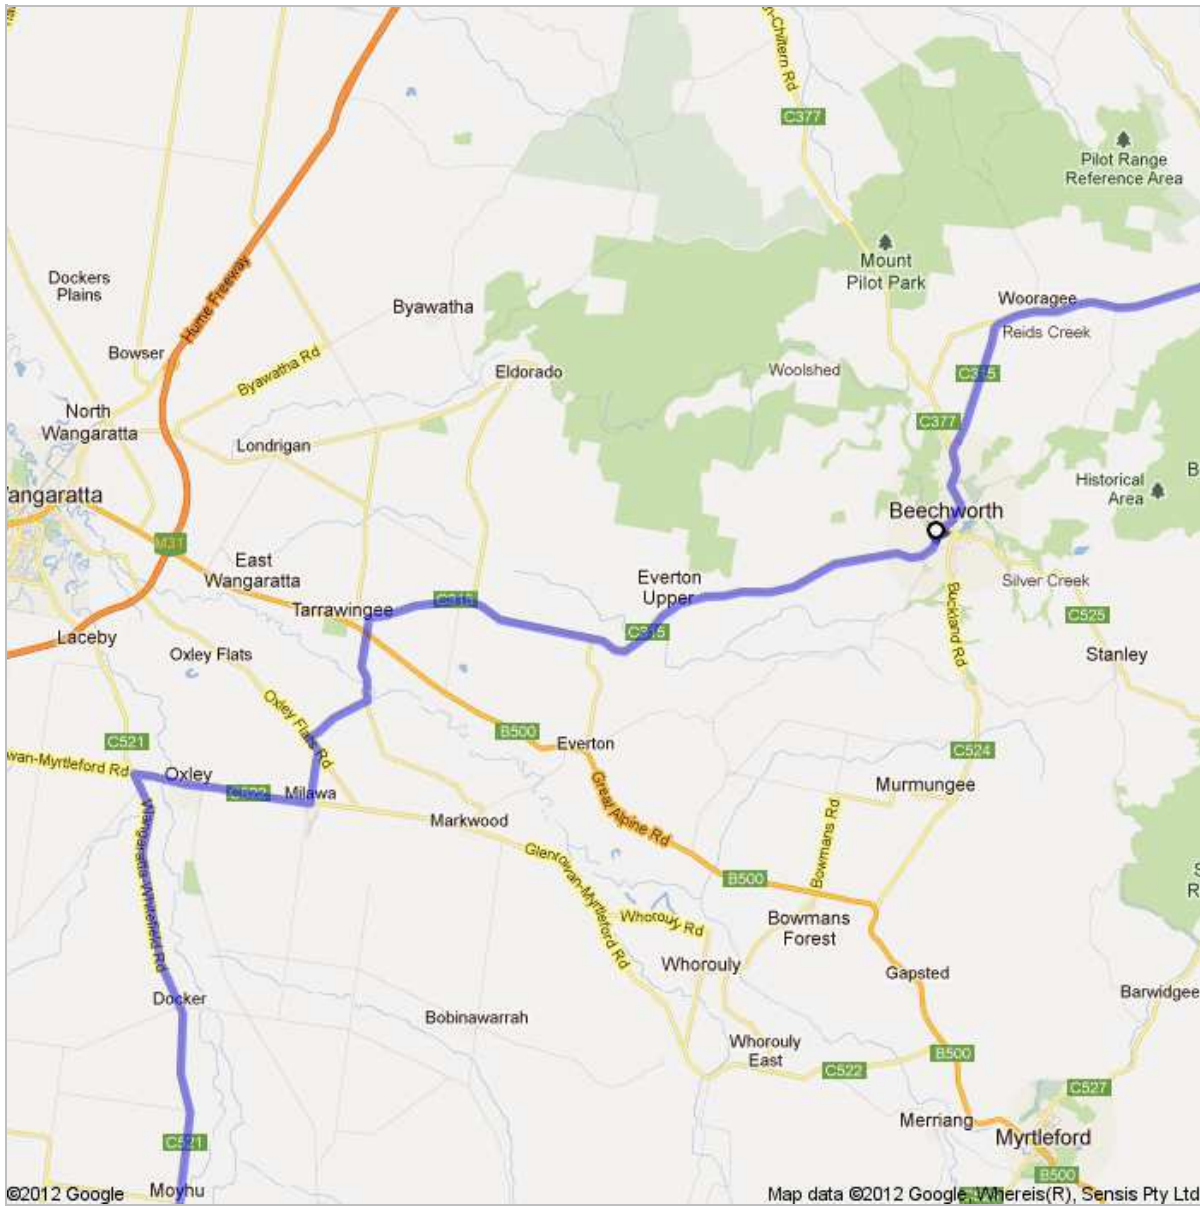 n-Chiltern Rd
C377
Pilot Range
Reference Area
Mount
Pilot Park
Hume Freeway
Dockers
Plains
Byawatha
Wooragee
Reids Creek
Bowser
Byawatha Rd
Eldorado
Woolshed
C315
North
Wangaratta
C377
Londrigan
Historical
Area
B
angaratta
Beechworth
M31
East
Wangaratta
Everton
Upper
Silver Creek
Buckland Rd
Tarrawingee
C315
C525
Laceby
C315
Oxley Flats
Stanley
Oxley Flats Rd
B500
C521
Everton
C524
wan-Myrtleford Rd
Oxley
C522
Milawa
Murmungee
Great Alpine Rd
Bowmans Rd
Markwood
Glenrowan-Myrtleford Rd
Wangaratta-Whitfield Rd
B500
S
R
Whorouly Rd
Bowmans
Forest
Whorouly
Gapsted
Docker
Barwidgee
Bobinawarrah
Whorouly
East
B500
C522
C527
Merriang
Myrtleford
C521
B500
Moyhu
©2012 Google
Map data ©2012 Google, Whereis(R), Sensis Pty Ltd